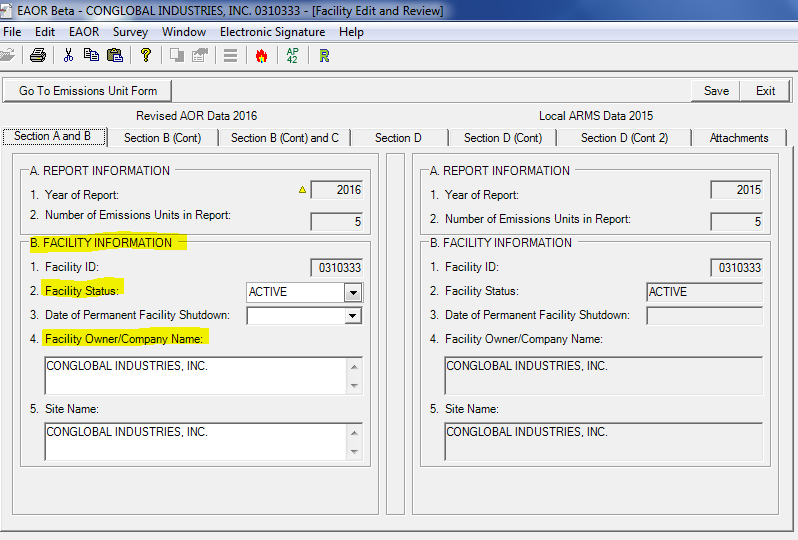 EAOR Beta - CONGLOBAL INDUSTRIES, INC. 0310333 - [Facility Edit and Review]
File Edit EAOR Survey Window Electronic Signature Help
? AP 42 R
Go To Emissions Unit Form Save Exit
Revised AOR Data 2016 Local ARMS Data 2015
Section A and B Section B (Cont) Section B (Cont) and C Section D Section D (Cont) Section D (Cont 2) Attachments
A. REPORT INFORMATION
1. Year of Report: 2016
2. Number of Emissions Units in Report: 5
B. FACILITY INFORMATION
1. Facility ID: 0310333
2. Facility Status: ACTIVE
3. Date of Permanent Facility Shutdown:
4. Facility Owner/Company Name:
CONGLOBAL INDUSTRIES, INC.
5. Site Name:
CONGLOBAL INDUSTRIES, INC.
A. REPORT INFORMATION
1. Year of Report: 2015
2. Number of Emissions Units in Report: 5
B. FACILITY INFORMATION
1. Facility ID: 0310333
2. Facility Status: ACTIVE
3. Date of Permanent Facility Shutdown:
4. Facility Owner/Company Name:
CONGLOBAL INDUSTRIES, INC.
5. Site Name:
CONGLOBAL INDUSTRIES, INC.